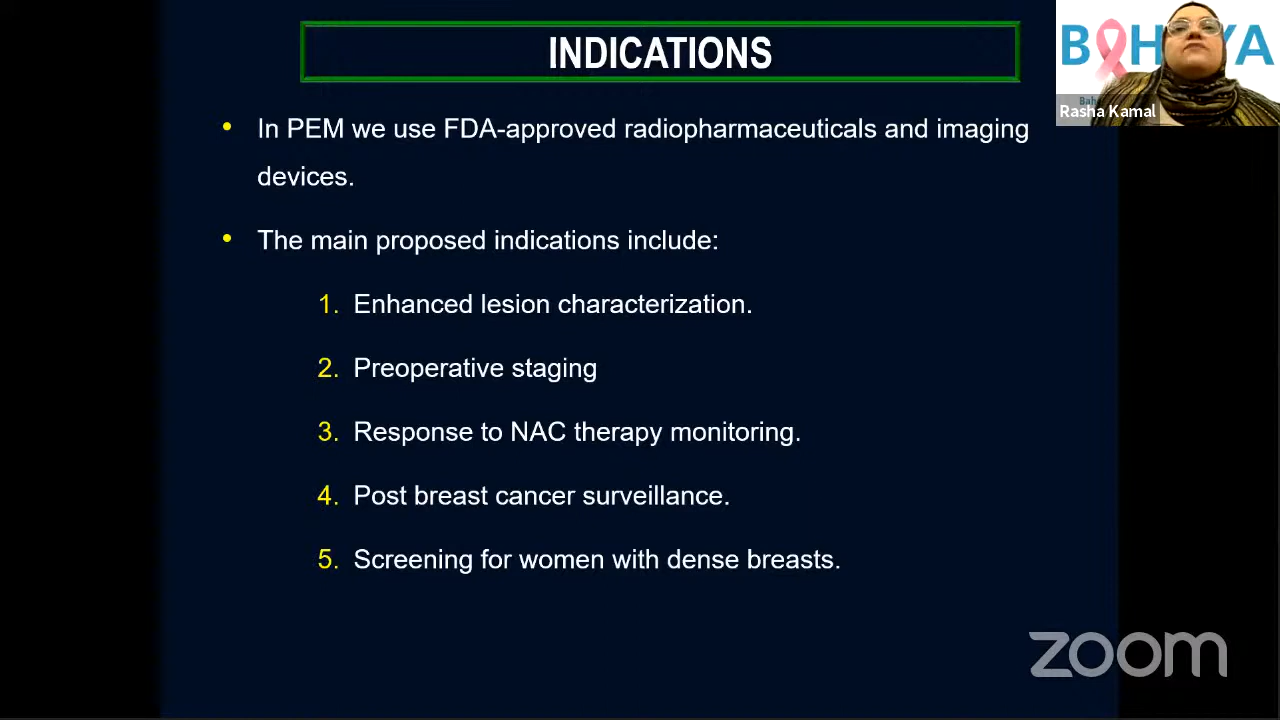 INDICATIONS
• In PEM we use FDA-approved radiopharmaceuticals and imaging
devices.
• The main proposed indications include:
1. Enhanced lesion characterization.
2. Preoperative staging
3. Response to NAC therapy monitoring.
4. Post breast cancer surveillance.
5. Screening for women with dense breasts.
Rasha Kamal
zoom